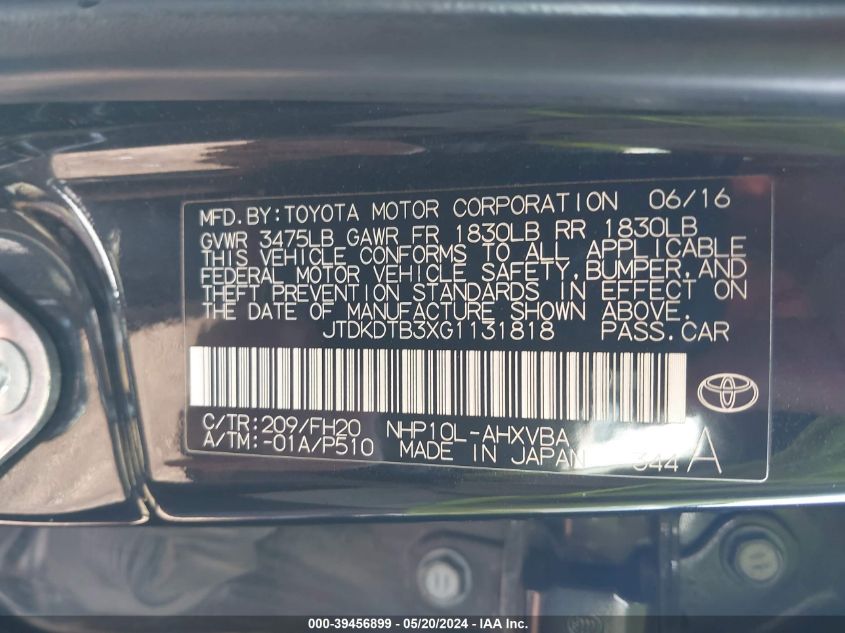 MFD. BY: TOYOTA MOTOR CORPORATION 06/16
GVWR 3475LB GAWR FR 1830LB RR 1830LB
THIS VEHICLE CONFORMS TO ALL APPLICABLE
FEDERAL MOTOR VEHICLE SAFETY, BUMPER, AND
THEFT PREVENTION STANDARDS IN EFFECT ON
THE DATE OF MANUFACTURE SHOWN ABOVE.
JTDKDTB3XG1131818 PASS. CAR
C/TR: 209/FH20 NHP10L-AHXVBA
A/TM: -01A/P510 MADE IN JAPAN 344 A
000-39456899 / 05/20/2024 - IAA Inc.